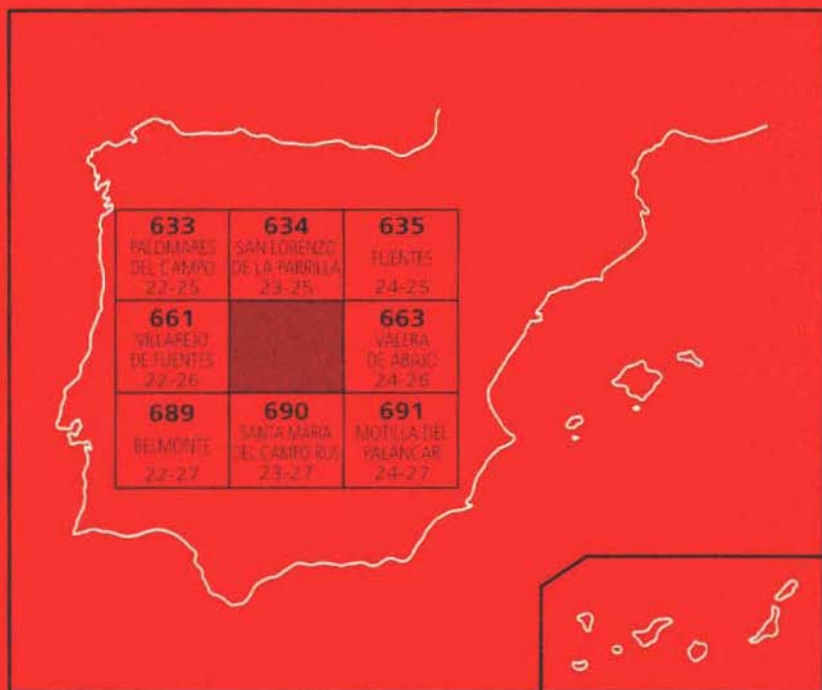 633
PALOMARES
DEL CAMPO
22-25
634
SAN LORENZO
DE LA PARRILLA
23-25
635
FUENTES
24-25
661
VILLAREJO
DE FUENTES
22-26
663
VALERA
DE ABAJO
24-26
689
BELMONTE
22-27
690
SANTA MARIA
DEL CAMPO RUS
23-27
691
MOTILLA DEL
PALANCAR
24-27